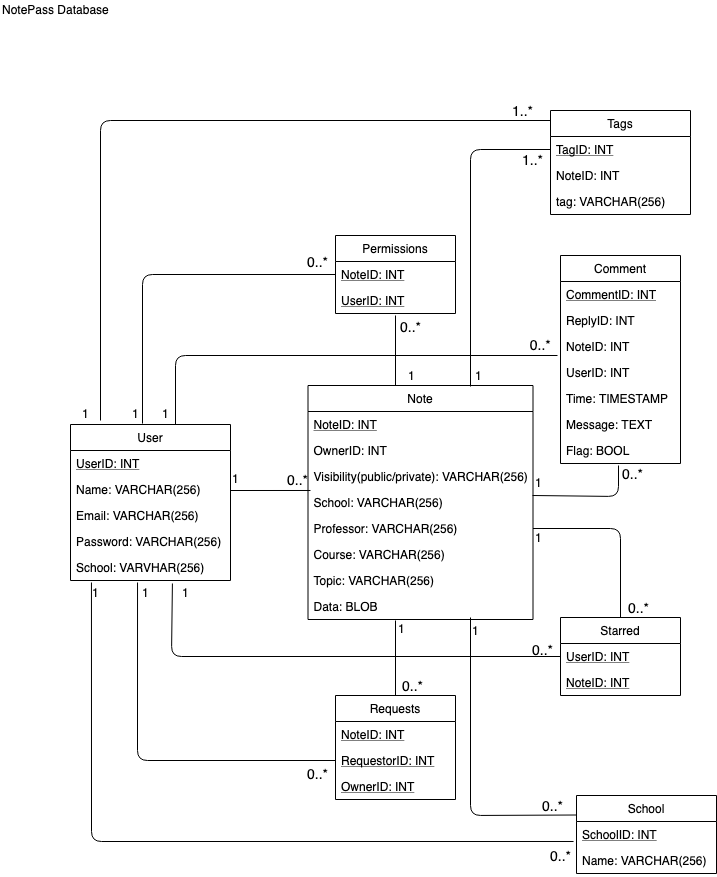 NotePass Database
1..*
Tags
TagID: INT
NoteID: INT
tag: VARCHAR(256)
1..*
Permissions
NoteID: INT
UserID: INT
0..*
0..*
Comment
CommentID: INT
ReplyID: INT
NoteID: INT
UserID: INT
Time: TIMESTAMP
Message: TEXT
Flag: BOOL
0..*
0..*
1
1
1
1
1
Note
NoteID: INT
OwnerID: INT
Visibility(public/private): VARCHAR(256)
School: VARCHAR(256)
Professor: VARCHAR(256)
Course: VARCHAR(256)
Topic: VARCHAR(256)
Data: BLOB
User
UserID: INT
Name: VARCHAR(256)
Email: VARCHAR(256)
Password: VARCHAR(256)
School: VARVHAR(256)
1
0..*
1
1
1
1
1
0..*
Starred
UserID: INT
NoteID: INT
0..*
1
1
0..*
Requests
NoteID: INT
RequestorID: INT
OwnerID: INT
0..*
0..*
School
SchoolID: INT
Name: VARCHAR(256)
0..*